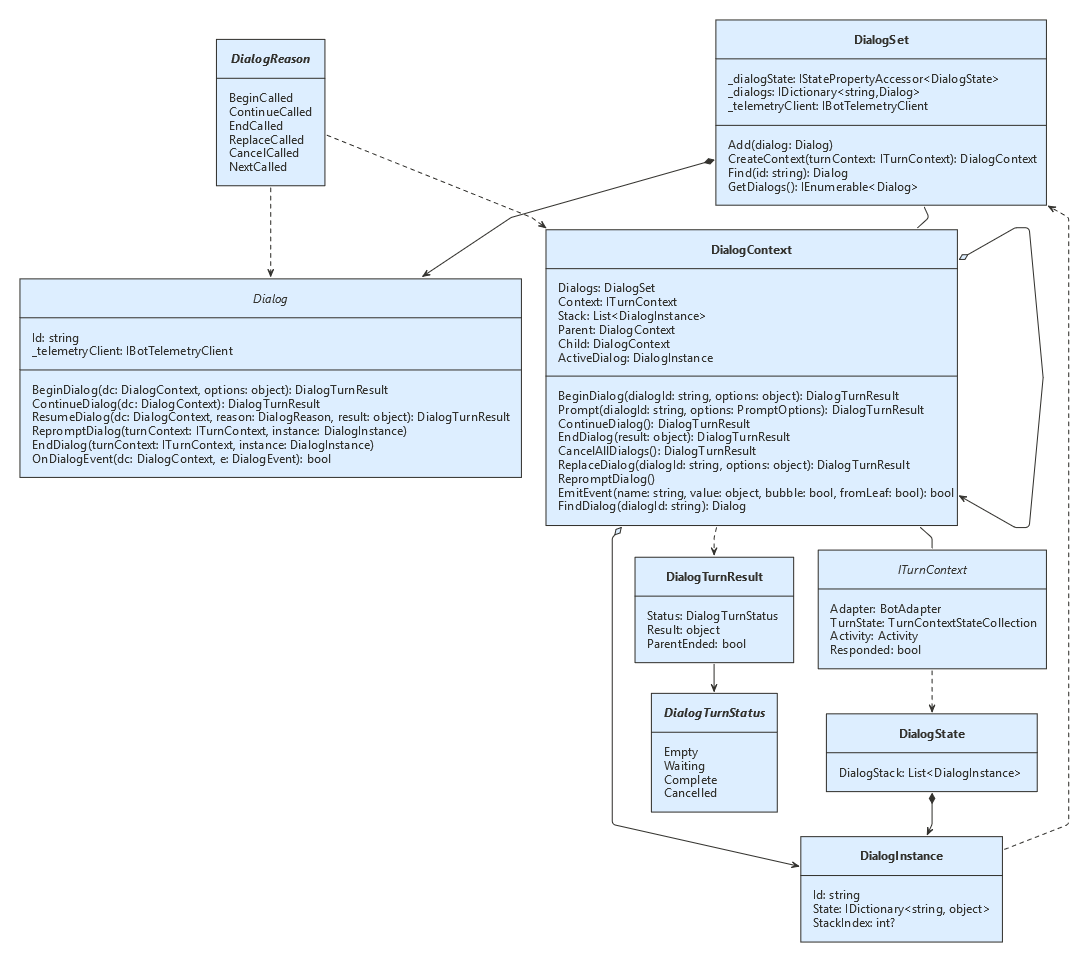 DialogReason
BeginCalled
ContinueCalled
EndCalled
ReplaceCalled
CancelCalled
NextCalled
DialogSet
_dialogState: IStatePropertyAccessor<DialogState>
_dialogs: IDictionary<string,Dialog>
_telemetryClient: IBotTelemetryClient
Add(dialog: Dialog)
CreateContext(turnContext: ITurnContext): DialogContext
Find(id: string): Dialog
GetDialogs(): IEnumerable<Dialog>
Dialog
Id: string
_telemetryClient: IBotTelemetryClient
BeginDialog(dc: DialogContext, options: object): DialogTurnResult
ContinueDialog(dc: DialogContext): DialogTurnResult
ResumeDialog(dc: DialogContext, reason: DialogReason, result: object): DialogTurnResult
RepromptDialog(turnContext: ITurnContext, instance: DialogInstance)
EndDialog(turnContext: ITurnContext, instance: DialogInstance)
OnDialogEvent(dc: DialogContext, e: DialogEvent): bool
DialogContext
Dialogs: DialogSet
Context: ITurnContext
Stack: List<DialogInstance>
Parent: DialogContext
Child: DialogContext
ActiveDialog: DialogInstance
BeginDialog(dialogId: string, options: object): DialogTurnResult
Prompt(dialogId: string, options: PromptOptions): DialogTurnResult
ContinueDialog(): DialogTurnResult
EndDialog(result: object): DialogTurnResult
CancelAllDialogs(): DialogTurnResult
ReplaceDialog(dialogId: string, options: object): DialogTurnResult
RepromptDialog()
EmitEvent(name: string, value: object, bubble: bool, fromLeaf: bool): bool
FindDialog(dialogId: string): Dialog
DialogTurnResult
Status: DialogTurnStatus
Result: object
ParentEnded: bool
ITurnContext
Adapter: BotAdapter
TurnState: TurnContextStateCollection
Activity: Activity
Responded: bool
DialogTurnStatus
Empty
Waiting
Complete
Cancelled
DialogState
DialogStack: List<DialogInstance>
DialogInstance
Id: string
State: IDictionary<string, object>
StackIndex: int?